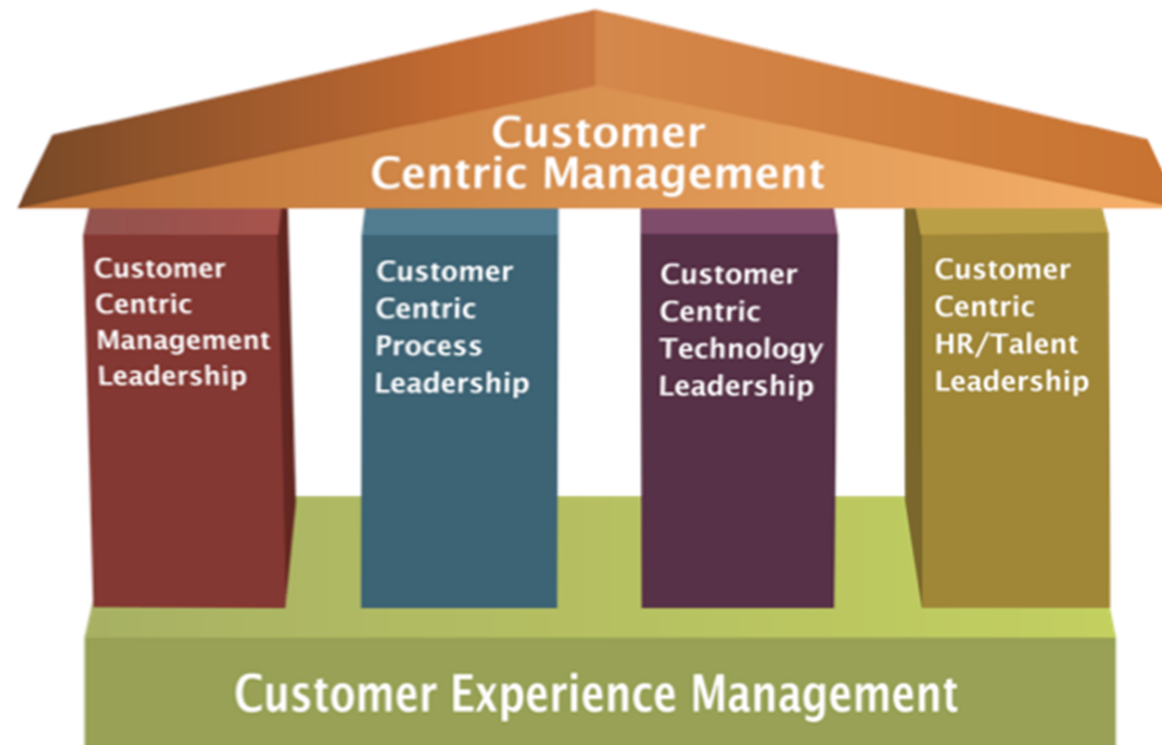 Customer
Centric Management
Customer
Centric
Management
Leadership
Customer
Centric
Process
Leadership
Customer
Centric
Technology
Leadership
Customer
Centric
HR/Talent
Leadership
Customer Experience Management